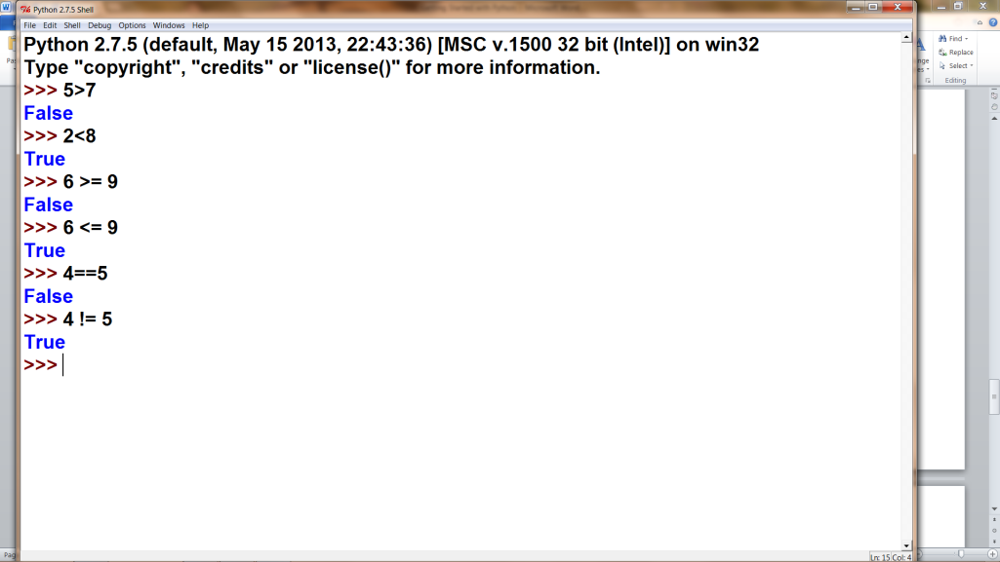 Python 2.7.5 Shell
File Edit Shell Debug Options Windows Help
Python 2.7.5 (default, May 15 2013, 22:43:36) [MSC v.1500 32 bit (Intel)] on win32
Type "copyright", "credits" or "license()" for more information.
>>> 5>7
False
>>> 2<8
True
>>> 6 >= 9
False
>>> 6 <= 9
True
>>> 4==5
False
>>> 4 != 5
True
>>>
Ln: 15 Col: 4
Find
Replace
Select
Editing